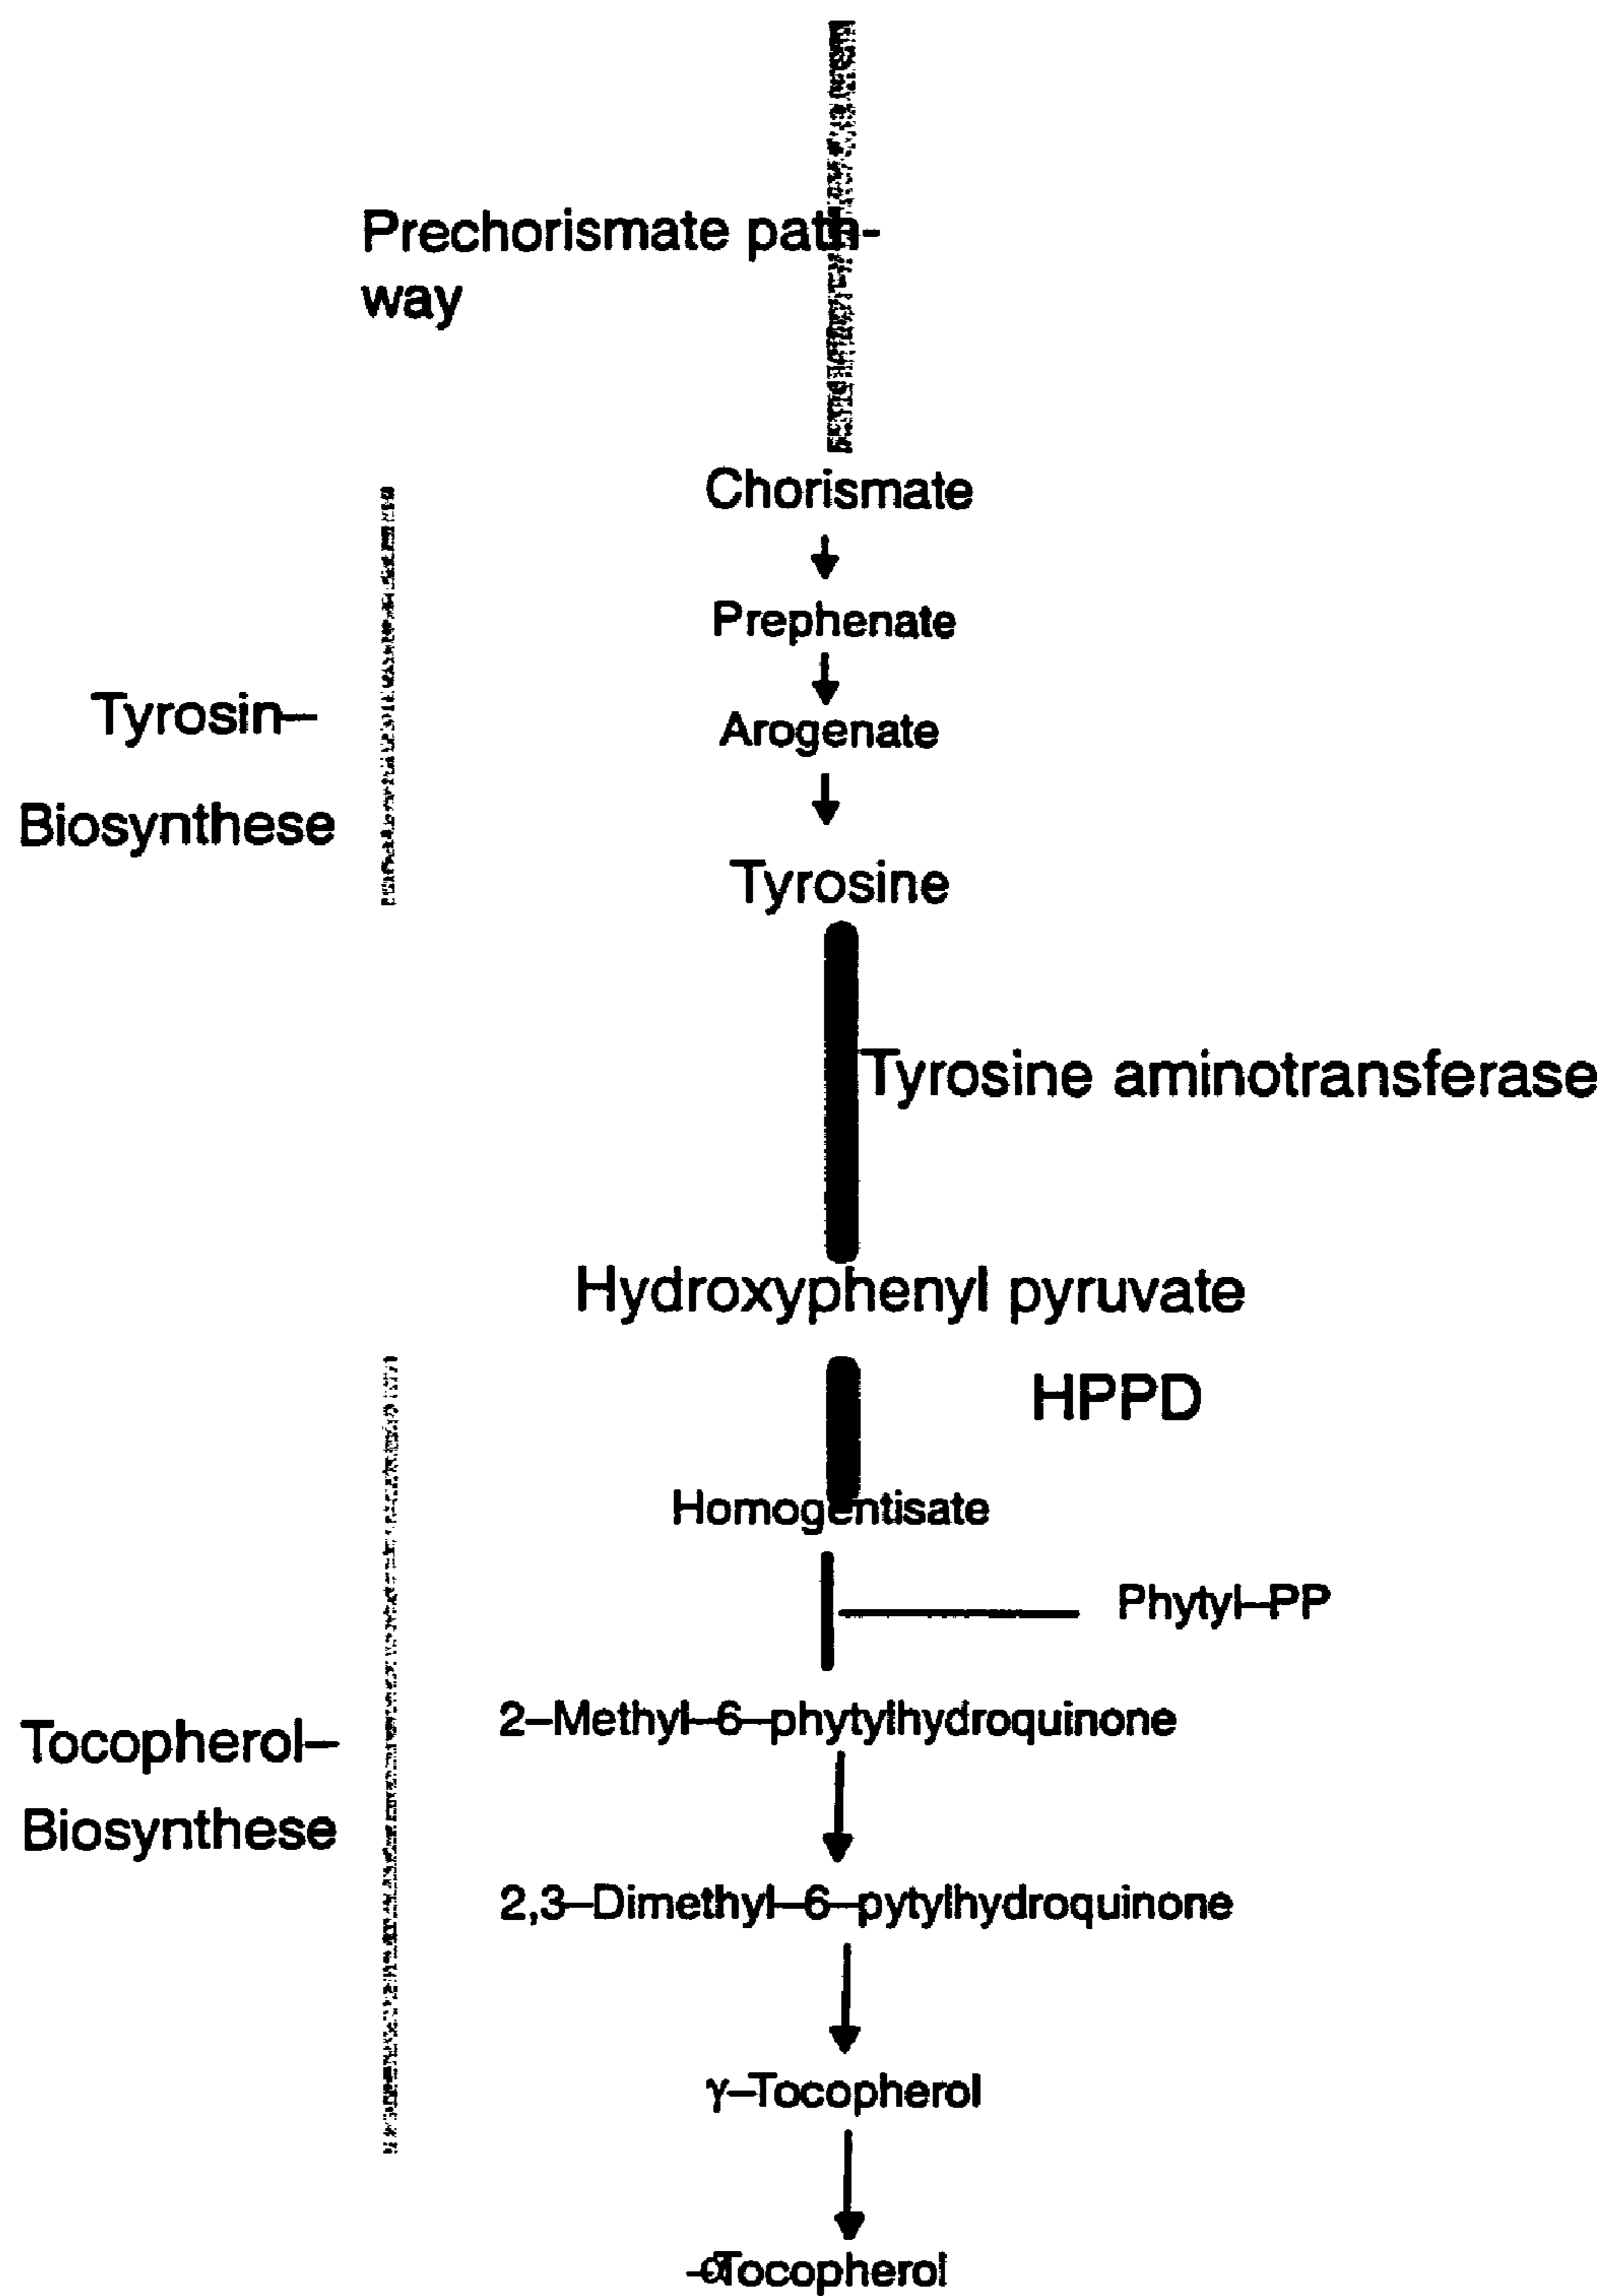 Prechorismate path-
way
Chorismate
Prephenate
Tyrosin–
Arogenate
Biosynthese
Tyrosine
Tyrosine aminotransferase
Hydroxyphenyl pyruvate
HPPD
Homogentisate
Phytyl–PP
2–Methyl–6–phytylhydroquinone
Tocopherol–
Biosynthese
2,3–Dimethyl–6–pytylhydroquinone
γ–Tocopherol
–αTocopherol